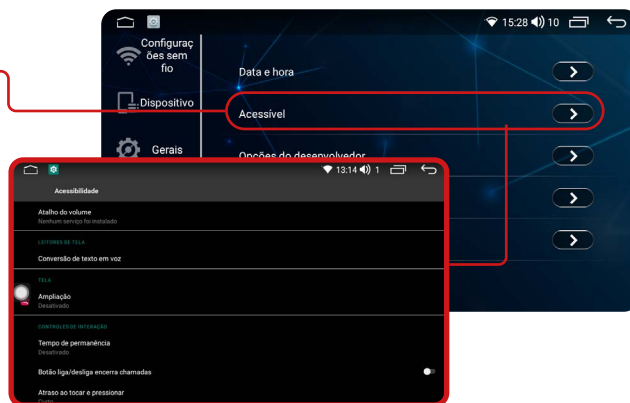 15:28 10
Configuraç
ões sem
fio
Data e hora
Dispositivo
Acessível
Gerais
Opções do desenvolvedor
13:14 1
Acessibilidade
Atalho do volume
Nenhum serviço foi instalado
LEITORES DE TELA
Conversão de texto em voz
TELA
Ampliação
Desativado
CONTROLES DE INTERAÇÃO
Tempo de permanência
Desativado
Botão liga/desliga encerra chamadas
Atraso ao tocar e pressionar
Curto